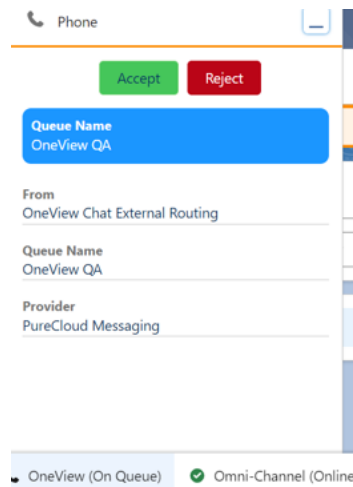 Phone
Accept Reject
Queue Name
OneView QA
From
OneView Chat External Routing
Queue Name
OneView QA
Provider
PureCloud Messaging
OneView (On Queue) Omni-Channel (Online